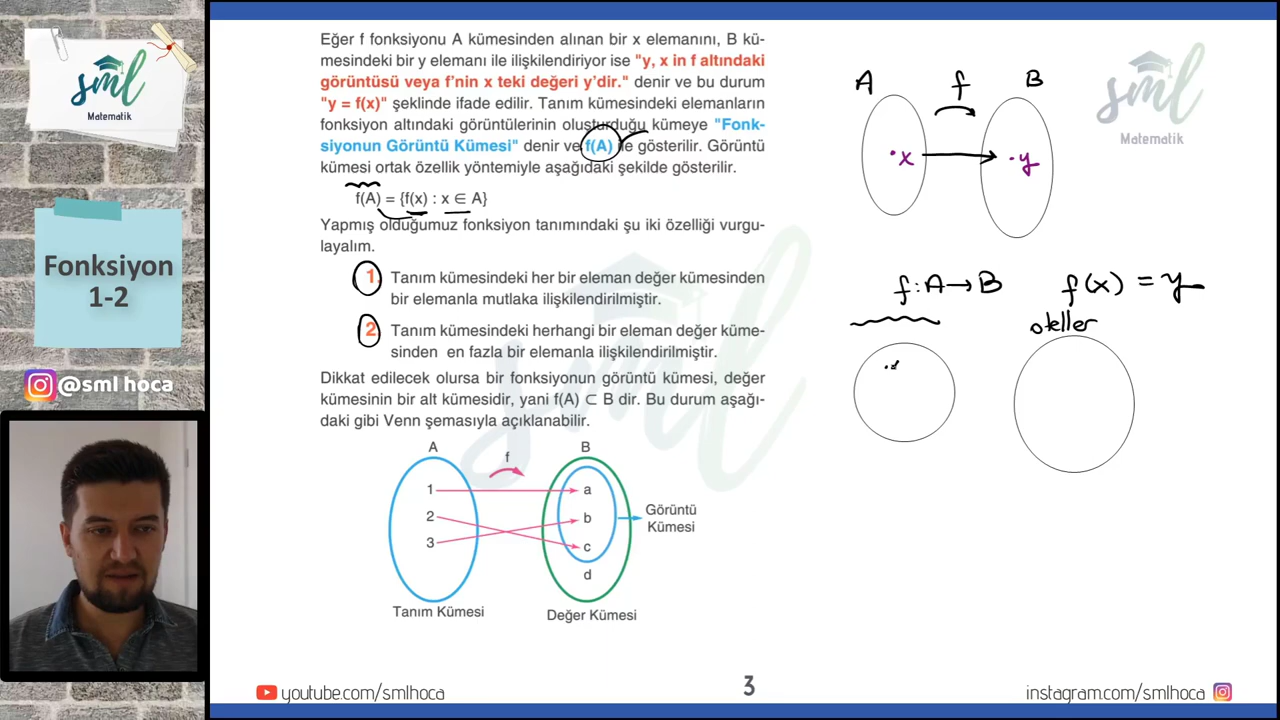 sml
Matematik
Fonksiyon
1-2
@sml hoca
Eğer f fonksiyonu A kümesinden alınan bir x elemanını, B kü-
mesindeki bir y elemanı ile ilişkilendiriyor ise "y, x in f altındaki
görüntüsü veya f'nin x teki değeri y'dir." denir ve bu durum
"y = f(x)" şeklinde ifade edilir. Tanım kümesindeki elemanların
fonksiyon altındaki görüntülerinin oluşturduğu kümeye "Fonk-
siyonun Görüntü Kümesi" denir ve f(A) ile gösterilir. Görüntü
kümesi ortak özellik yöntemiyle aşağıdaki şekilde gösterilir.
f(A) = {f(x) : x ∈ A}
Yapmış olduğumuz fonksiyon tanımındaki şu iki özelliği vurgu-
layalım.
1. Tanım kümesindeki her bir eleman değer kümesinden
bir elemanla mutlaka ilişkilendirilmiştir.
2 Tanım kümesindeki herhangi bir eleman değer küme-
sinden en fazla bir elemanla ilişkilendirilmiştir.
Dikkat edilecek olursa bir fonksiyonun görüntü kümesi, değer
kümesinin bir alt kümesidir, yani f(A) ⊂ B dir. Bu durum aşağı-
daki gibi Venn şemasıyla açıklanabilir.
A f B
1 a
2 b
3 c
d
Görüntü
Kümesi
Tanım Kümesi
Değer Kümesi
A f B
x y
f : A → B f(x) = y
oteller
sml
Matematik
youtube.com/smlhoca
3
instagram.com/smlhoca